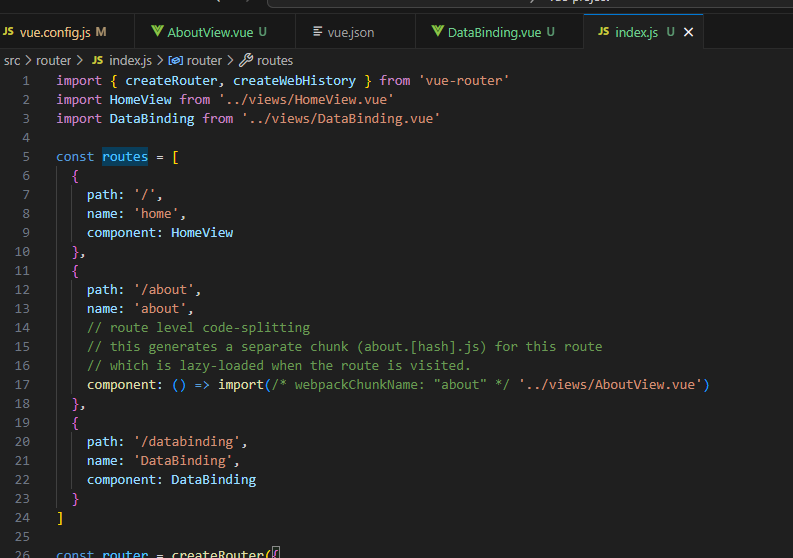 vue-project
JS vue.config.js M
AboutView.vue U
vue.json
DataBinding.vue U
JS index.js U
src > router > JS index.js > router > routes
1 import { createRouter, createWebHistory } from 'vue-router'
2 import HomeView from '../views/HomeView.vue'
3 import DataBinding from '../views/DataBinding.vue'
4
5 const routes = [
6 {
7 path: '/',
8 name: 'home',
9 component: HomeView
10 },
11 {
12 path: '/about',
13 name: 'about',
14 // route level code-splitting
15 // this generates a separate chunk (about.[hash].js) for this route
16 // which is lazy-loaded when the route is visited.
17 component: () => import(/* webpackChunkName: "about" */ '../views/AboutView.vue')
18 },
19 {
20 path: '/databinding',
21 name: 'DataBinding',
22 component: DataBinding
23 }
24 ]
25
26 const router = createRouter({